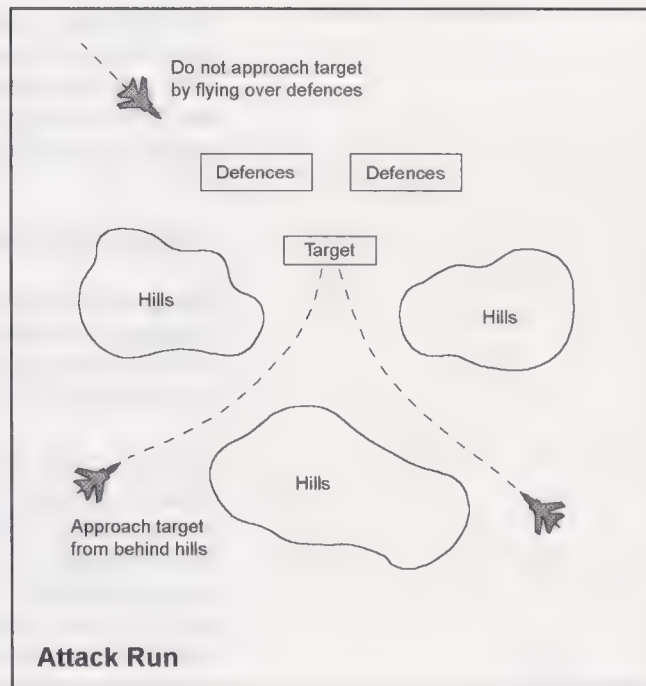 Do not approach target
by flying over defences
Defences
Defences
Target
Hills
Hills
Hills
Approach target
from behind hills
Attack Run